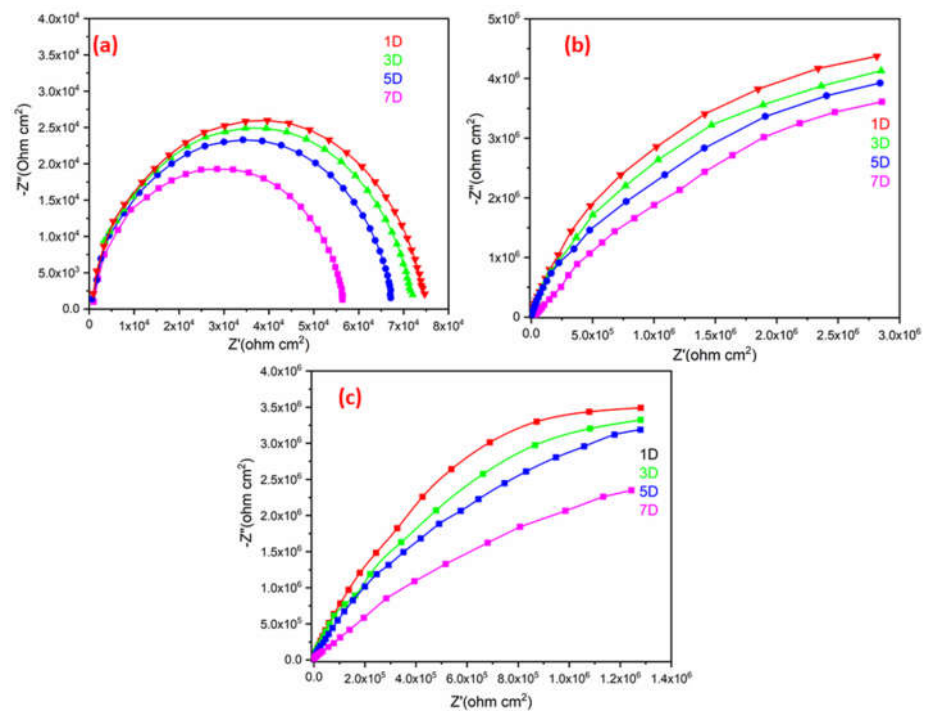 (a)
4.0x10⁴
3.5x10⁴
3.0x10⁴
2.5x10⁴
2.0x10⁴
1.5x10⁴
1.0x10⁴
5.0x10³
0.0
-Z"(Ohm cm²)
1D
3D
5D
7D
0 1x10⁴ 2x10⁴ 3x10⁴ 4x10⁴ 5x10⁴ 6x10⁴ 7x10⁴ 8x10⁴
Z'(ohm cm²)
(b)
5x10⁶
4x10⁶
3x10⁶
2x10⁶
1x10⁶
0
-Z"(ohm cm²)
1D
3D
5D
7D
0.0 5.0x10⁵ 1.0x10⁶ 1.5x10⁶ 2.0x10⁶ 2.5x10⁶ 3.0x10⁶
Z'(ohm cm²)
(c)
4.0x10⁶
3.5x10⁶
3.0x10⁶
2.5x10⁶
2.0x10⁶
1.5x10⁶
1.0x10⁶
5.0x10⁵
0.0
-Z"(ohm cm²)
1D
3D
5D
7D
0.0 2.0x10⁵ 4.0x10⁵ 6.0x10⁵ 8.0x10⁵ 1.0x10⁶ 1.2x10⁶ 1.4x10⁶
Z'(ohm cm²)